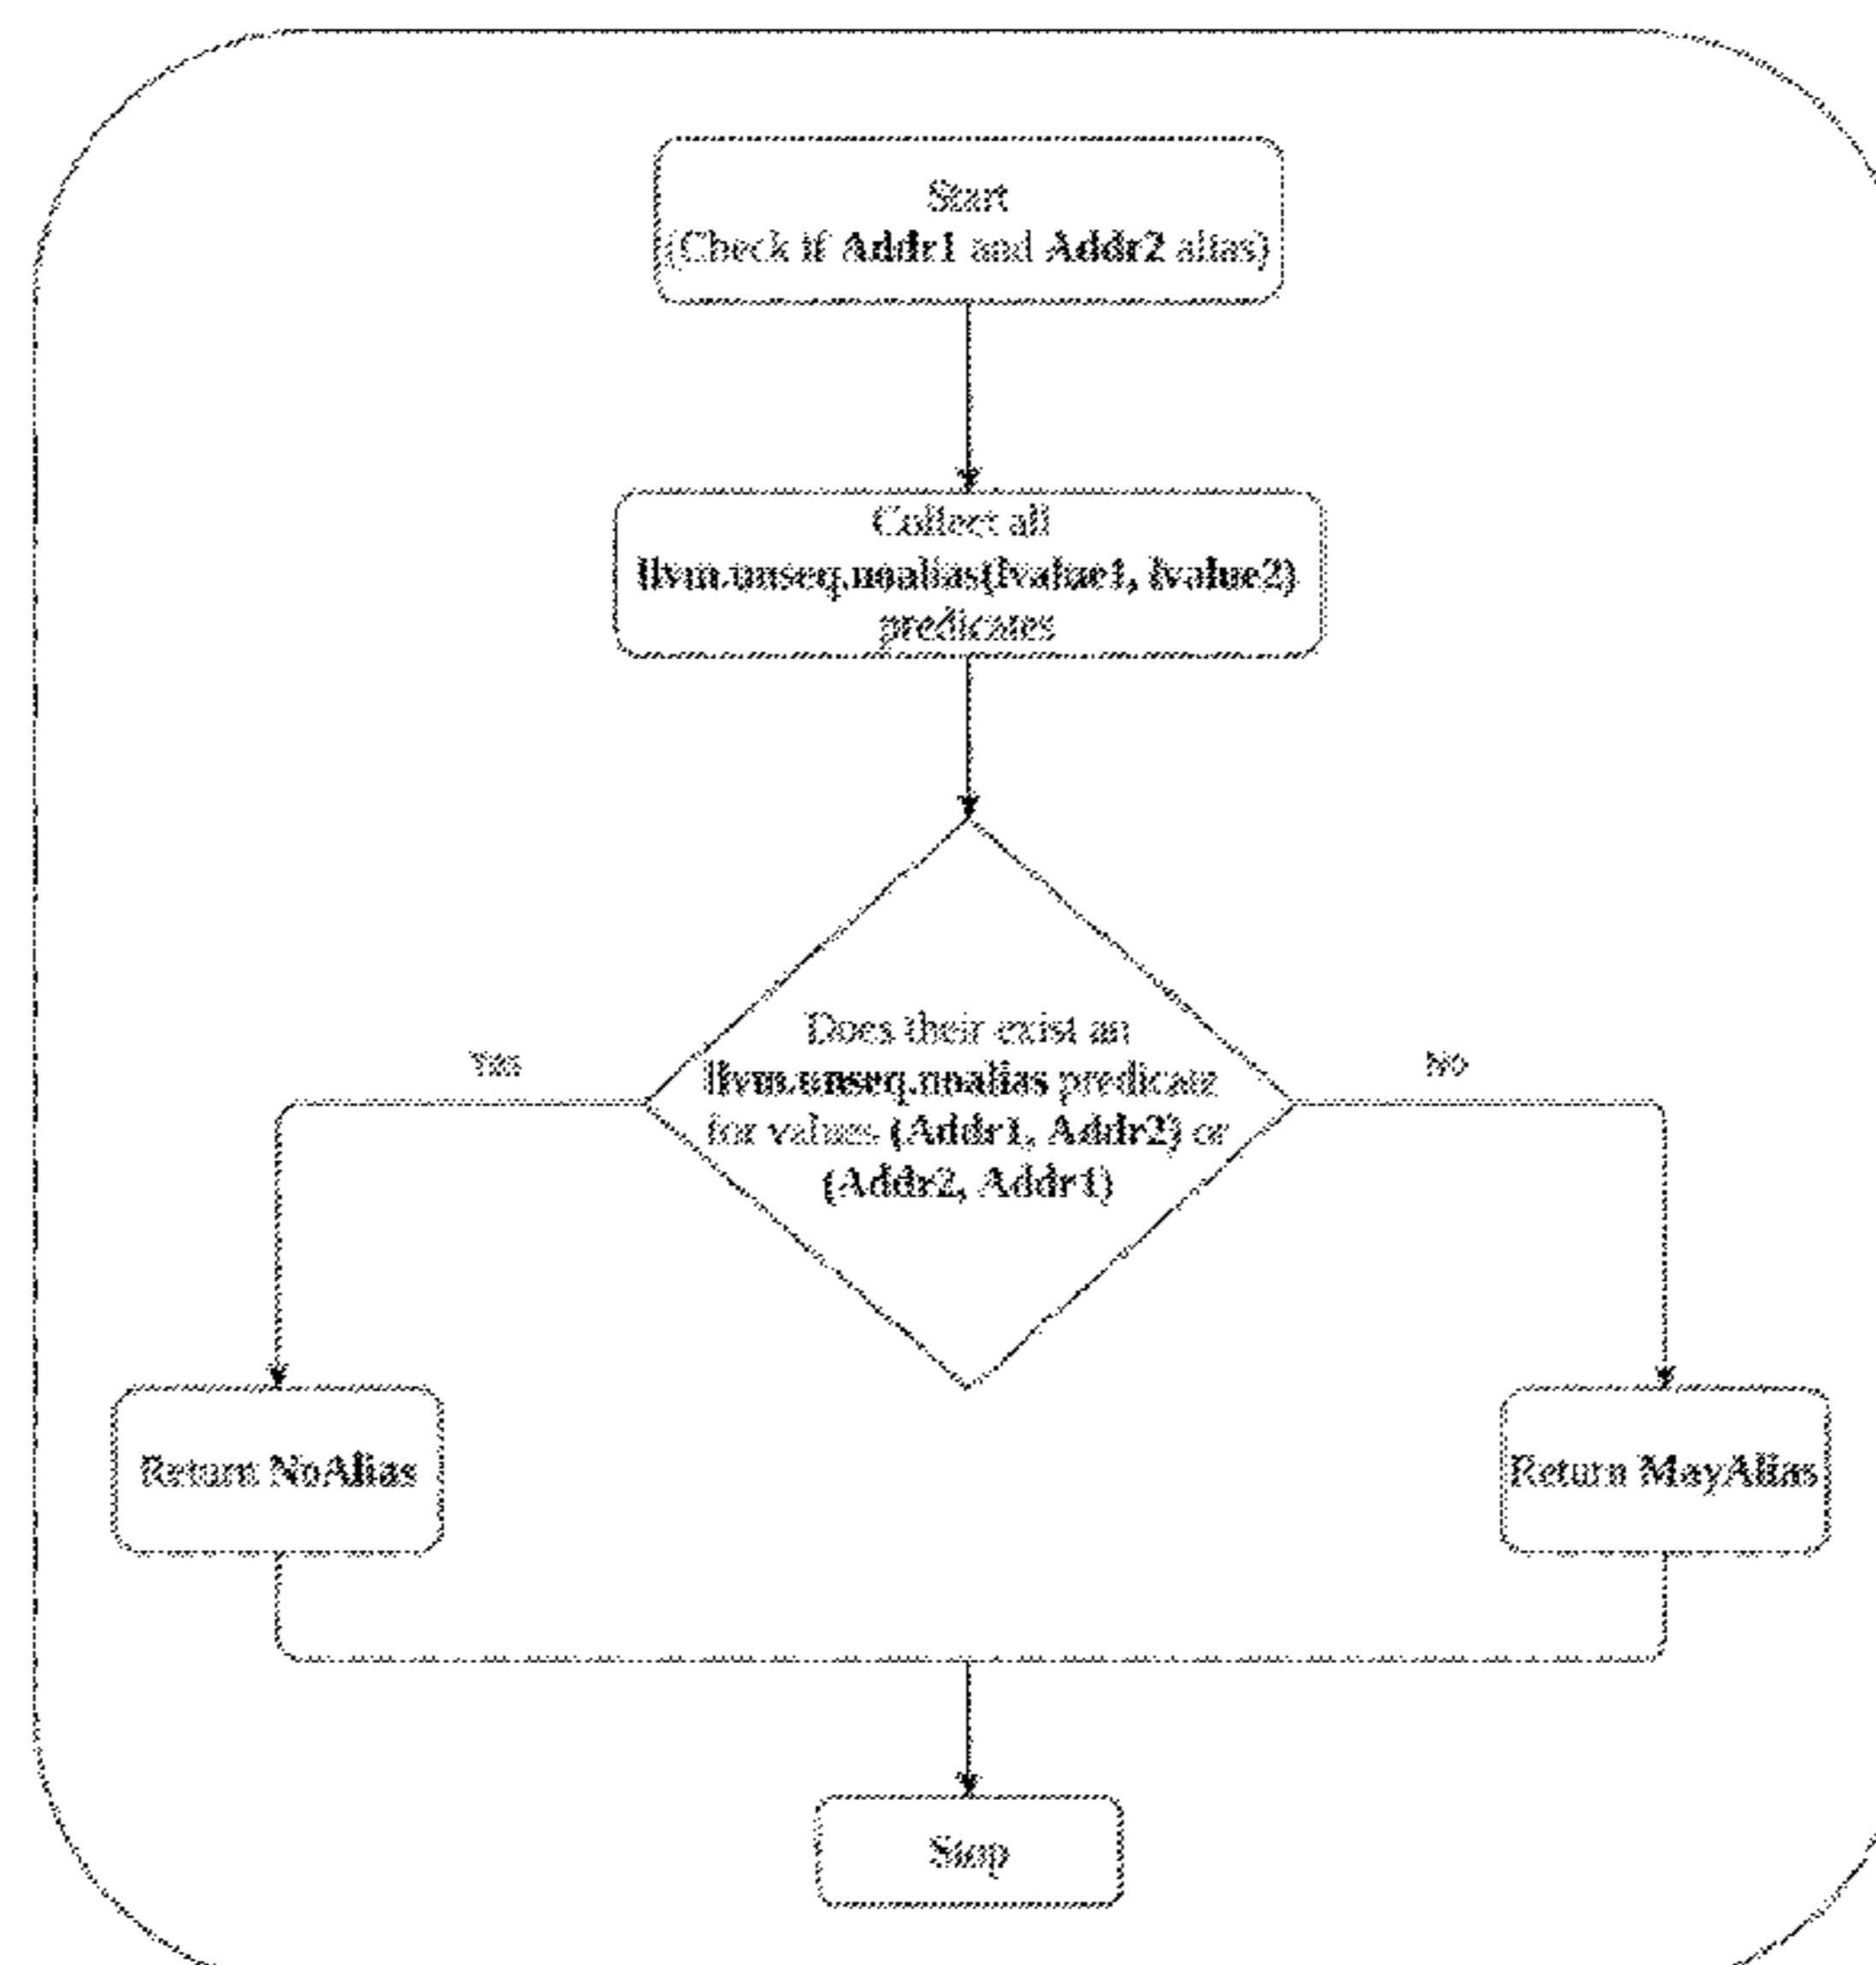 Start
(Check if Addr1 and Addr2 alias)
Collect all
llvm.unseq.noalias(lvalue1, lvalue2)
predicates
Does their exist an
llvm.unseq.noalias predicate
for values (Addr1, Addr2) or
(Addr2, Addr1)
Yes
No
Return NoAlias
Return MayAlias
Stop